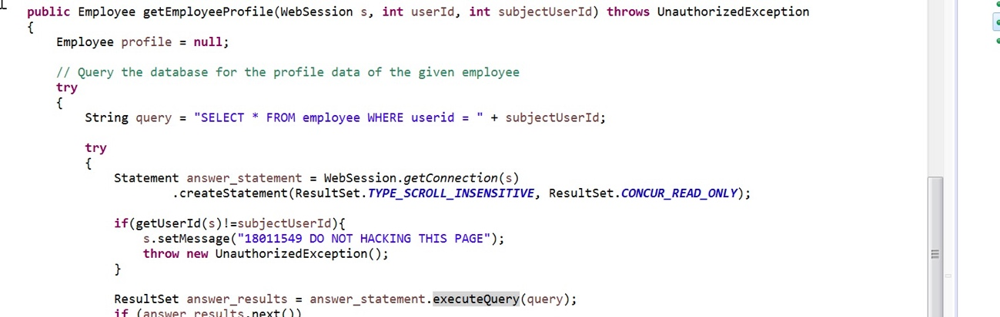 public Employee getEmployeeProfile(WebSession s, int userId, int subjectUserId) throws UnauthorizedException
{
Employee profile = null;
// Query the database for the profile data of the given employee
try
{
String query = "SELECT * FROM employee WHERE userid = " + subjectUserId;
try
{
Statement answer_statement = WebSession.getConnection(s)
.createStatement(ResultSet.TYPE_SCROLL_INSENSITIVE, ResultSet.CONCUR_READ_ONLY);
if(getUserId(s)!=subjectUserId){
s.setMessage("18011549 DO NOT HACKING THIS PAGE");
throw new UnauthorizedException();
}
ResultSet answer_results = answer_statement.executeQuery(query);
if (answer_results.next())